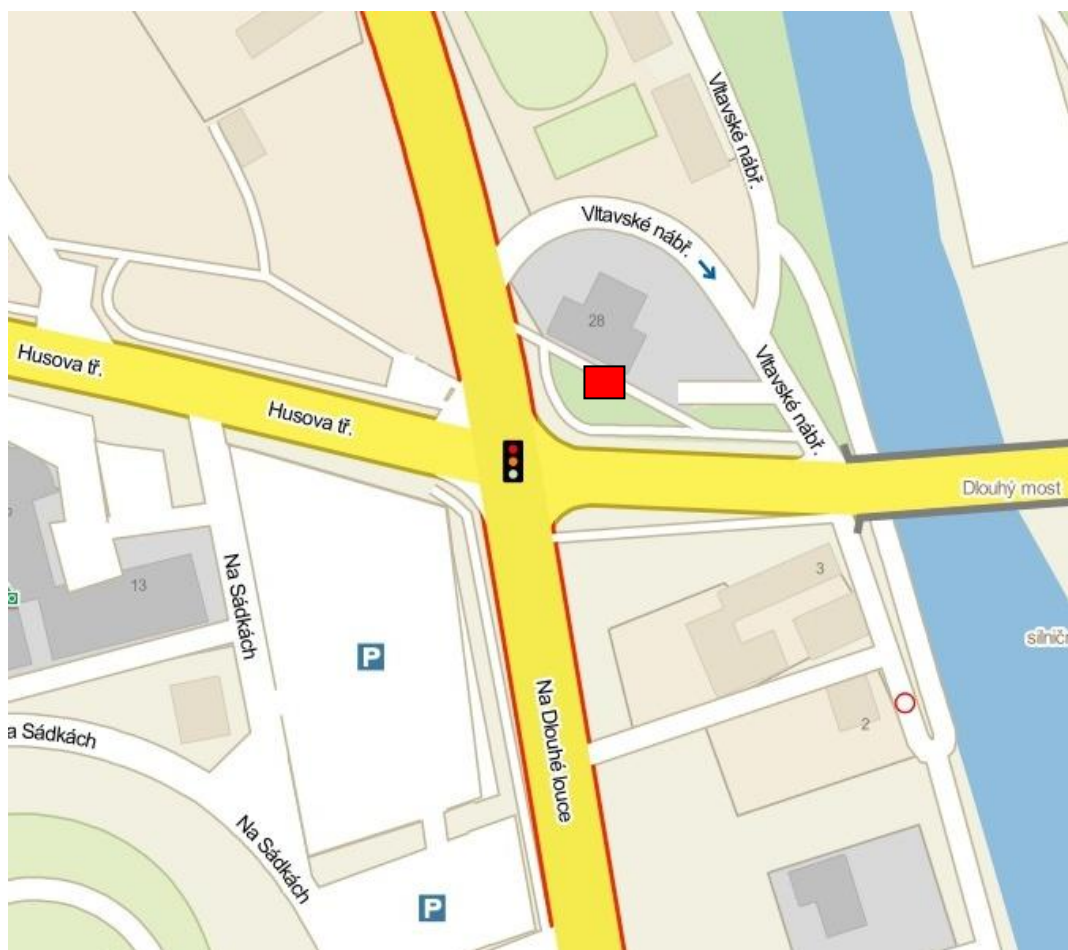 Vltavské nábř.
Vltavské nábř.
28
Husova tř.
Husova tř.
Vltavské nábř.
Dlouhý most
13
Na Sádkách
3
silničn
P
Na Dlouhé louce
2
a Sádkách
Na Sádkách
P